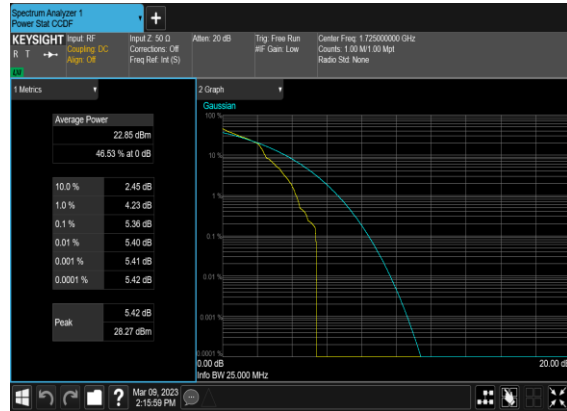 Spectrum Analyzer 1
Power Stat CCDF
KEYSIGHT
R T
LXI
Input: RF
Coupling: DC
Align: Off
Input Z: 50 Ω
Corrections: Off
Freq Ref: Int (S)
Atten: 20 dB
Trig: Free Run
#IF Gain: Low
Center Freq: 1.725000000 GHz
Counts: 1.00 M/1.00 Mpt
Radio Std: None
1 Metrics
Average Power
22.85 dBm
46.53 % at 0 dB
10.0 % 2.45 dB
1.0 % 4.23 dB
0.1 % 5.36 dB
0.01 % 5.40 dB
0.001 % 5.41 dB
0.0001 % 5.42 dB
Peak
5.42 dB
28.27 dBm
2 Graph
Gaussian
100 %
10 %
1 %
0.1 %
0.01 %
0.001 %
0.0001 %
0.00 dB
20.00 dB
Info BW 25.000 MHz
?
Mar 09, 2023
2:15:59 PM